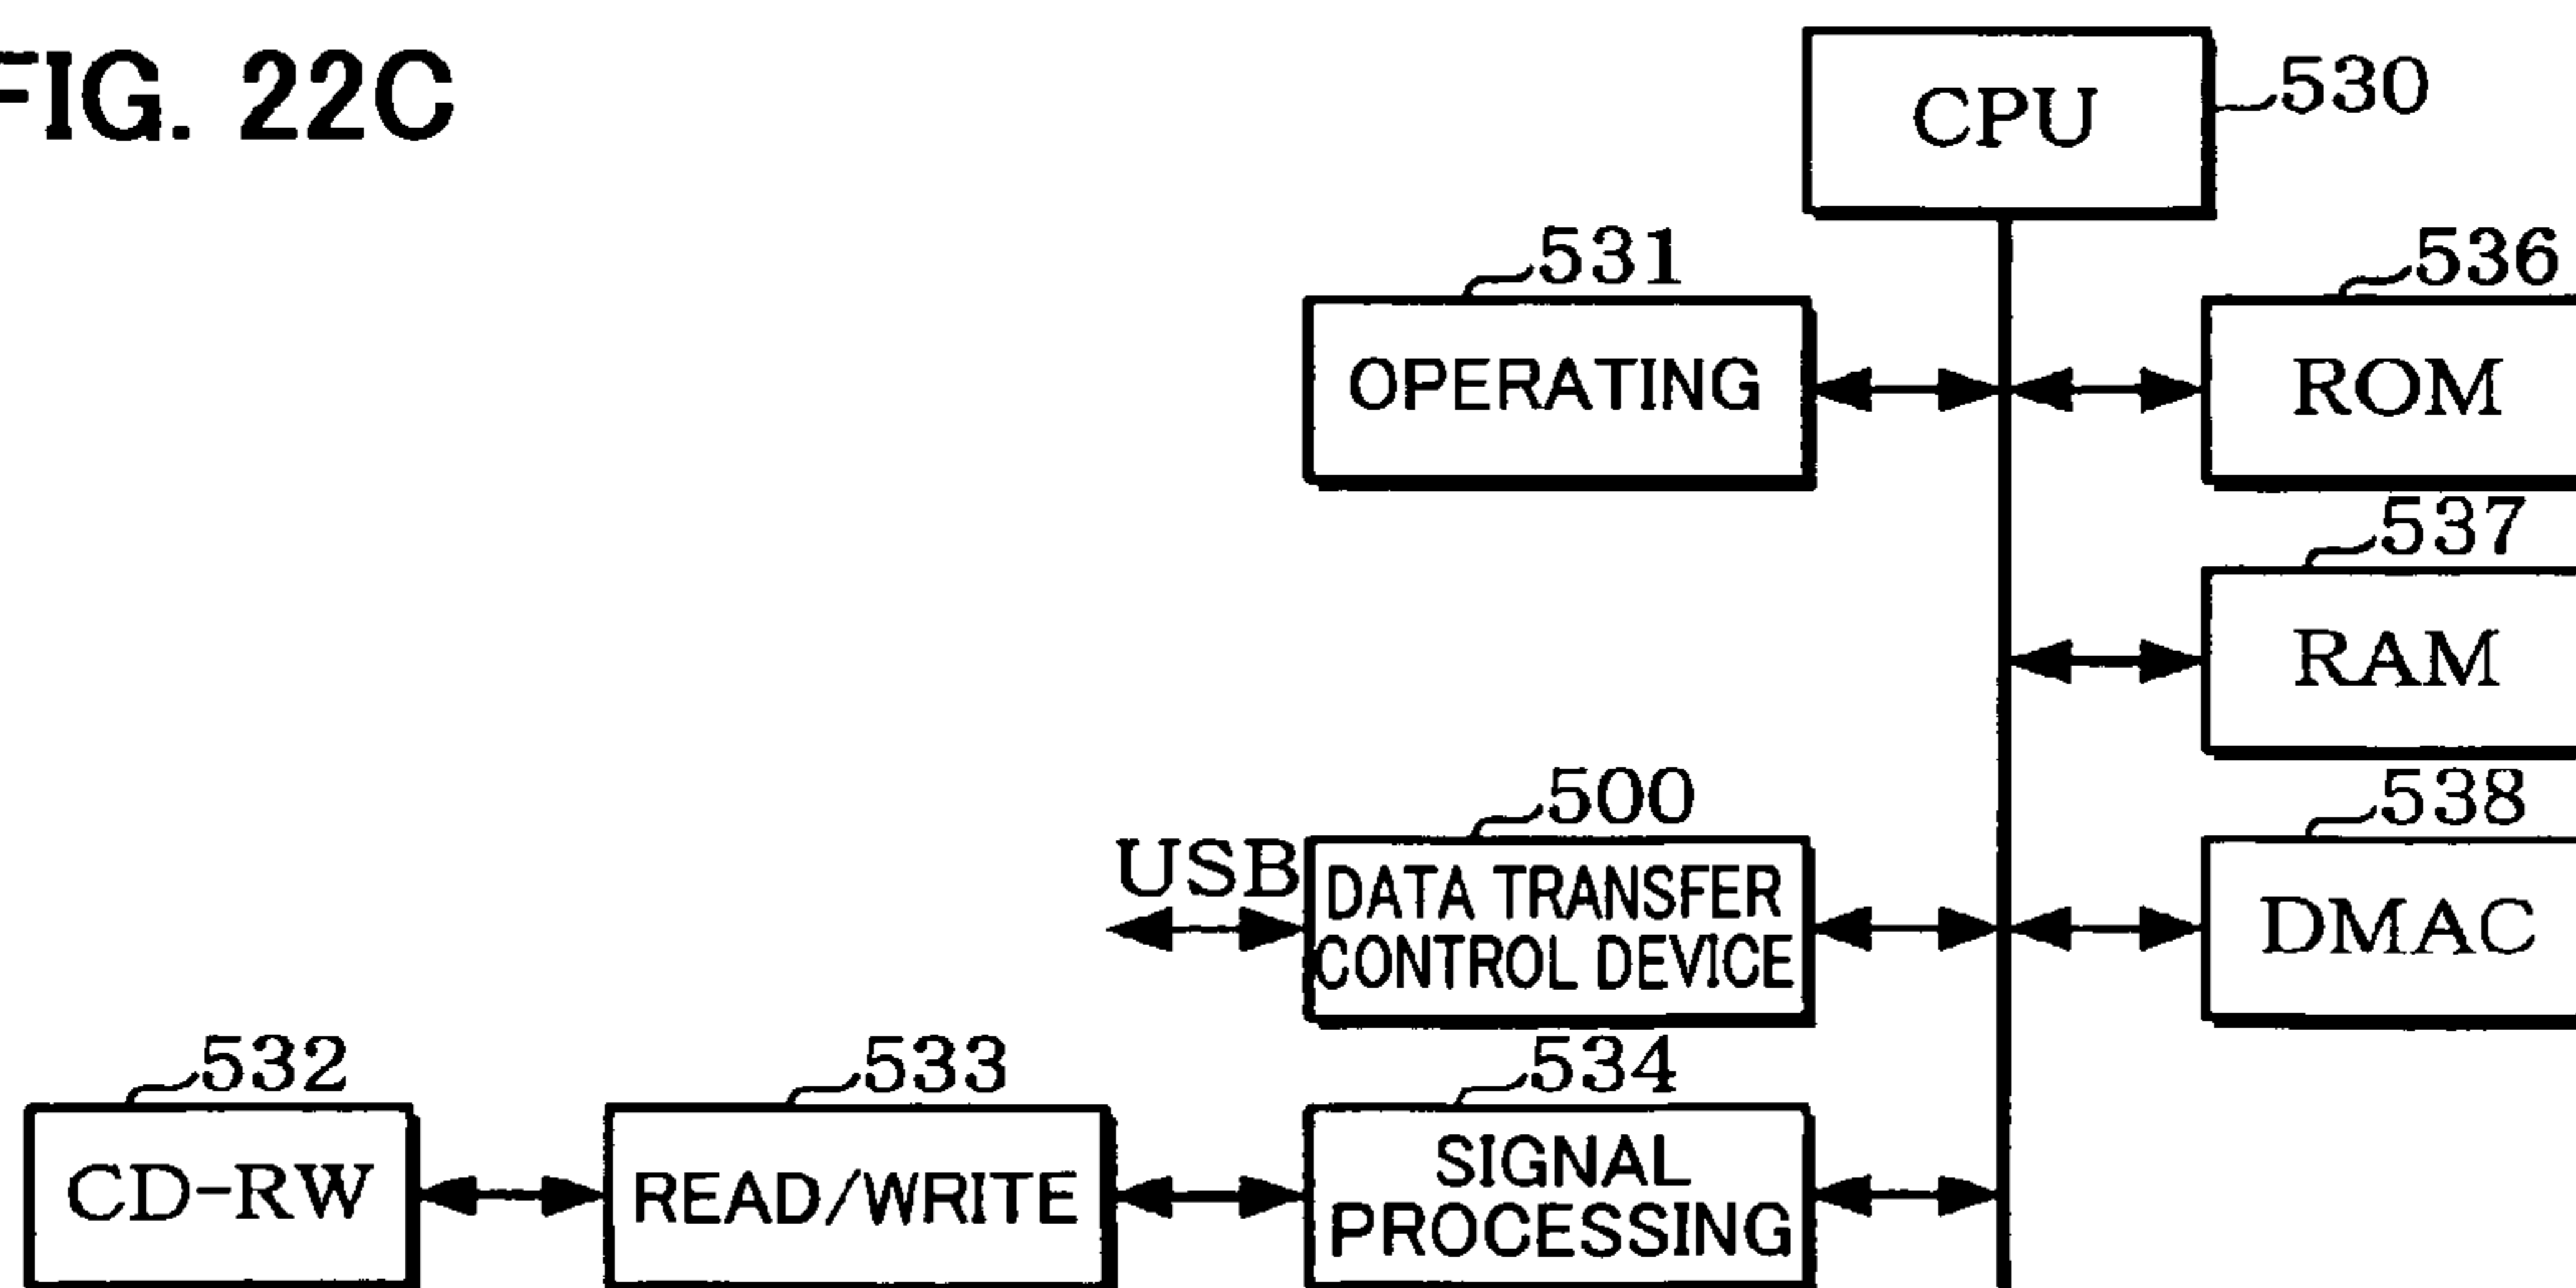 FIG. 22C
CPU
530
531
536
OPERATING
ROM
537
RAM
500
538
USB
DATA TRANSFER
CONTROL DEVICE
DMAC
532
533
534
CD-RW
READ/WRITE
SIGNAL
PROCESSING